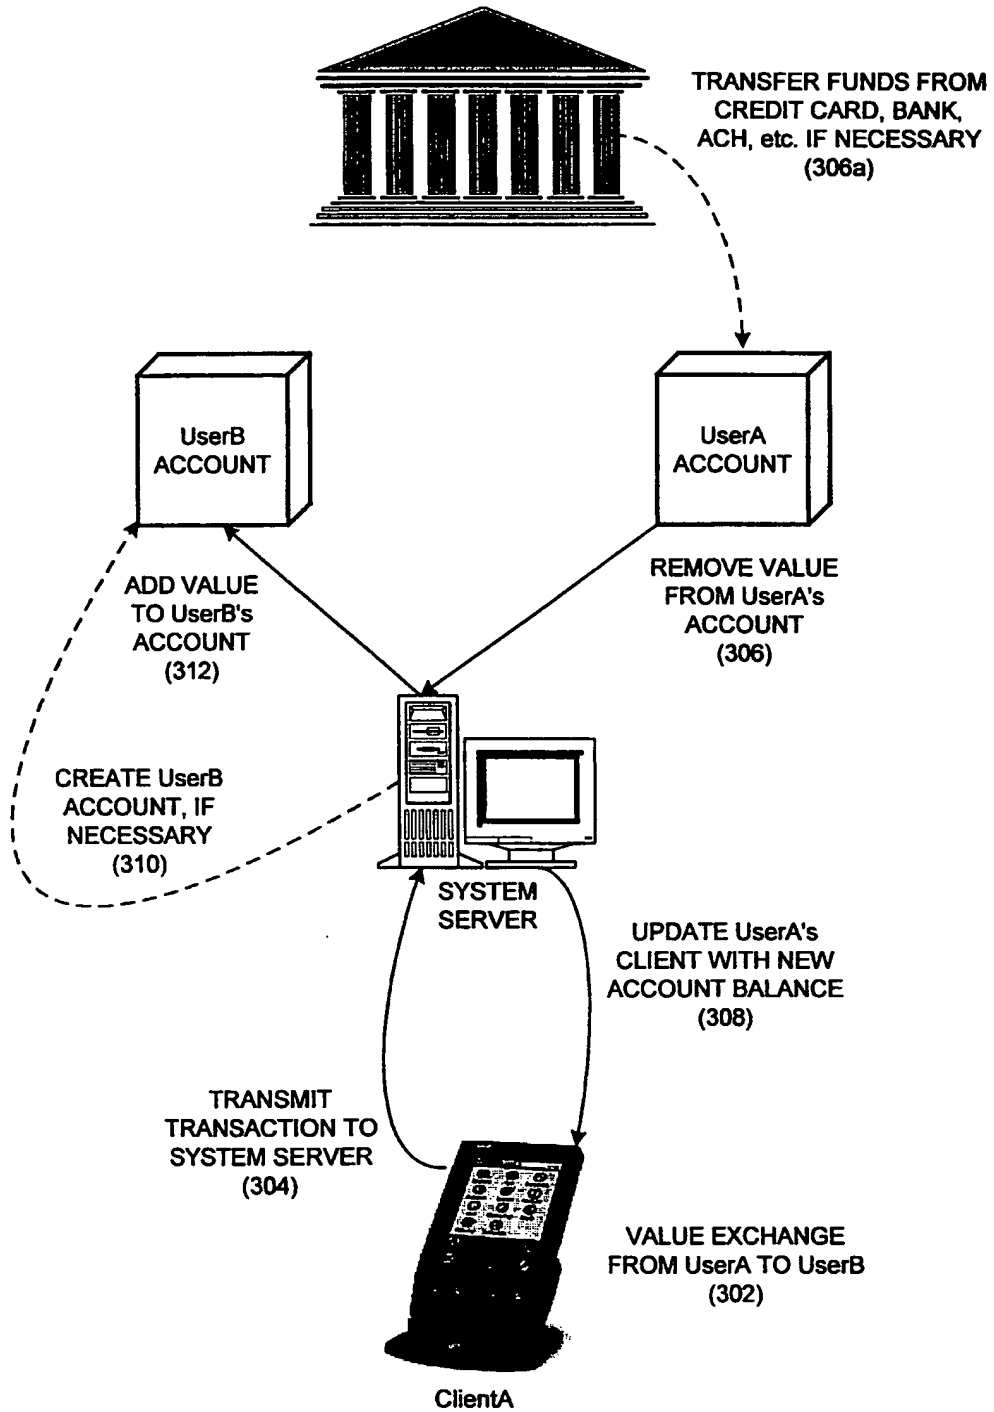 TRANSFER FUNDS FROM
CREDIT CARD, BANK,
ACH, etc. IF NECESSARY
(306a)
UserB
ACCOUNT
UserA
ACCOUNT
ADD VALUE
TO UserB's
ACCOUNT
(312)
REMOVE VALUE
FROM UserA's
ACCOUNT
(306)
CREATE UserB
ACCOUNT, IF
NECESSARY
(310)
SYSTEM
SERVER
UPDATE UserA's
CLIENT WITH NEW
ACCOUNT BALANCE
(308)
TRANSMIT
TRANSACTION TO
SYSTEM SERVER
(304)
VALUE EXCHANGE
FROM UserA TO UserB
(302)
ClientA